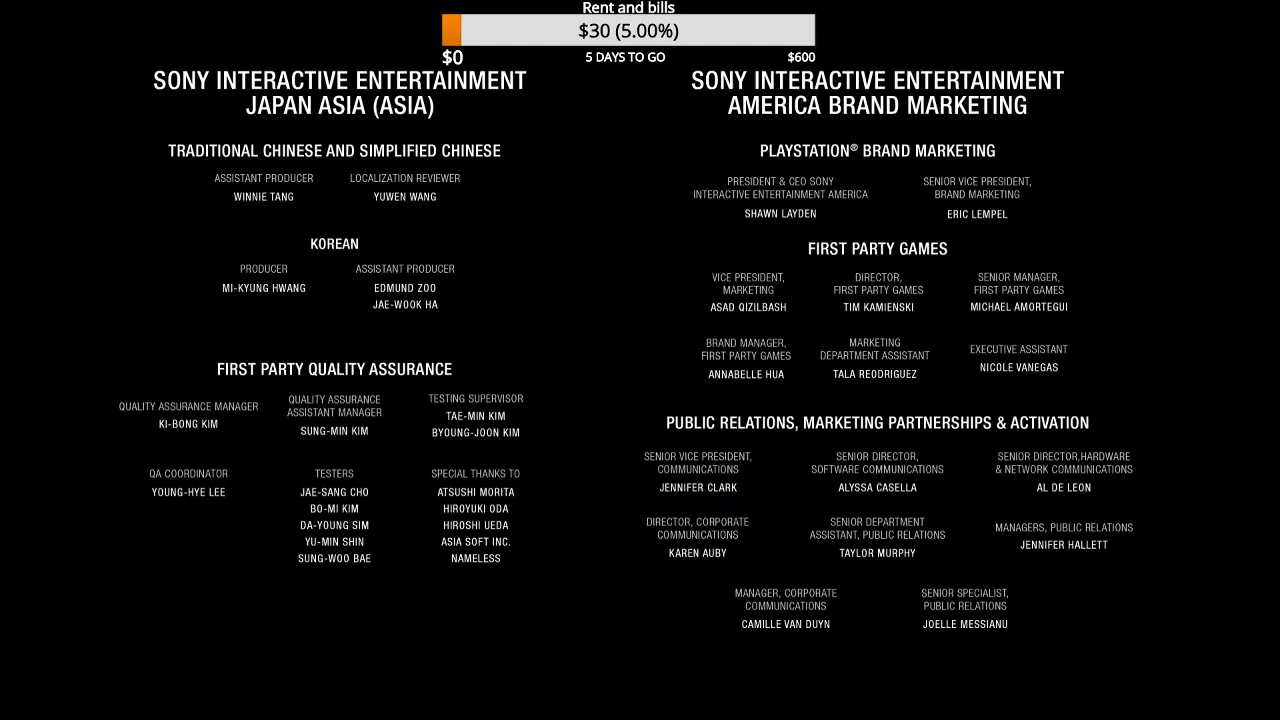 Rent and bills
$30 (5.00%)
$0
5 DAYS TO GO
$600
SONY INTERACTIVE ENTERTAINMENT
JAPAN ASIA (ASIA)
TRADITIONAL CHINESE AND SIMPLIFIED CHINESE
ASSISTANT PRODUCER
WINNIE TANG
LOCALIZATION REVIEWER
YUWEN WANG
KOREAN
PRODUCER
MI-KYUNG HWANG
ASSISTANT PRODUCER
EDMUND ZOO
JAE-WOOK HA
FIRST PARTY QUALITY ASSURANCE
QUALITY ASSURANCE MANAGER
KI-BONG KIM
QUALITY ASSURANCE
ASSISTANT MANAGER
SUNG-MIN KIM
TESTING SUPERVISOR
TAE-MIN KIM
BYOUNG-JOON KIM
QA COORDINATOR
YOUNG-HYE LEE
TESTERS
JAE-SANG CHO
BO-MI KIM
DA-YOUNG SIM
YU-MIN SHIN
SUNG-WOO BAE
SPECIAL THANKS TO
ATSUSHI MORITA
HIROYUKI ODA
HIROSHI UEDA
ASIA SOFT INC.
NAMELESS
SONY INTERACTIVE ENTERTAINMENT
AMERICA BRAND MARKETING
PLAYSTATION® BRAND MARKETING
PRESIDENT & CEO SONY
INTERACTIVE ENTERTAINMENT AMERICA
SHAWN LAYDEN
SENIOR VICE PRESIDENT,
BRAND MARKETING
ERIC LEMPEL
FIRST PARTY GAMES
VICE PRESIDENT,
MARKETING
ASAD QIZILBASH
DIRECTOR,
FIRST PARTY GAMES
TIM KAMIENSKI
SENIOR MANAGER,
FIRST PARTY GAMES
MICHAEL AMORTEGUI
BRAND MANAGER,
FIRST PARTY GAMES
ANNABELLE HUA
MARKETING
DEPARTMENT ASSISTANT
TALA REODRIGUEZ
EXECUTIVE ASSISTANT
NICOLE VANEGAS
PUBLIC RELATIONS, MARKETING PARTNERSHIPS & ACTIVATION
SENIOR VICE PRESIDENT,
COMMUNICATIONS
JENNIFER CLARK
SENIOR DIRECTOR,
SOFTWARE COMMUNICATIONS
ALYSSA CASELLA
SENIOR DIRECTOR,HARDWARE
& NETWORK COMMUNICATIONS
AL DE LEON
DIRECTOR, CORPORATE
COMMUNICATIONS
KAREN AUBY
SENIOR DEPARTMENT
ASSISTANT, PUBLIC RELATIONS
TAYLOR MURPHY
MANAGERS, PUBLIC RELATIONS
JENNIFER HALLETT
MANAGER, CORPORATE
COMMUNICATIONS
CAMILLE VAN DUYN
SENIOR SPECIALIST,
PUBLIC RELATIONS
JOELLE MESSIANU